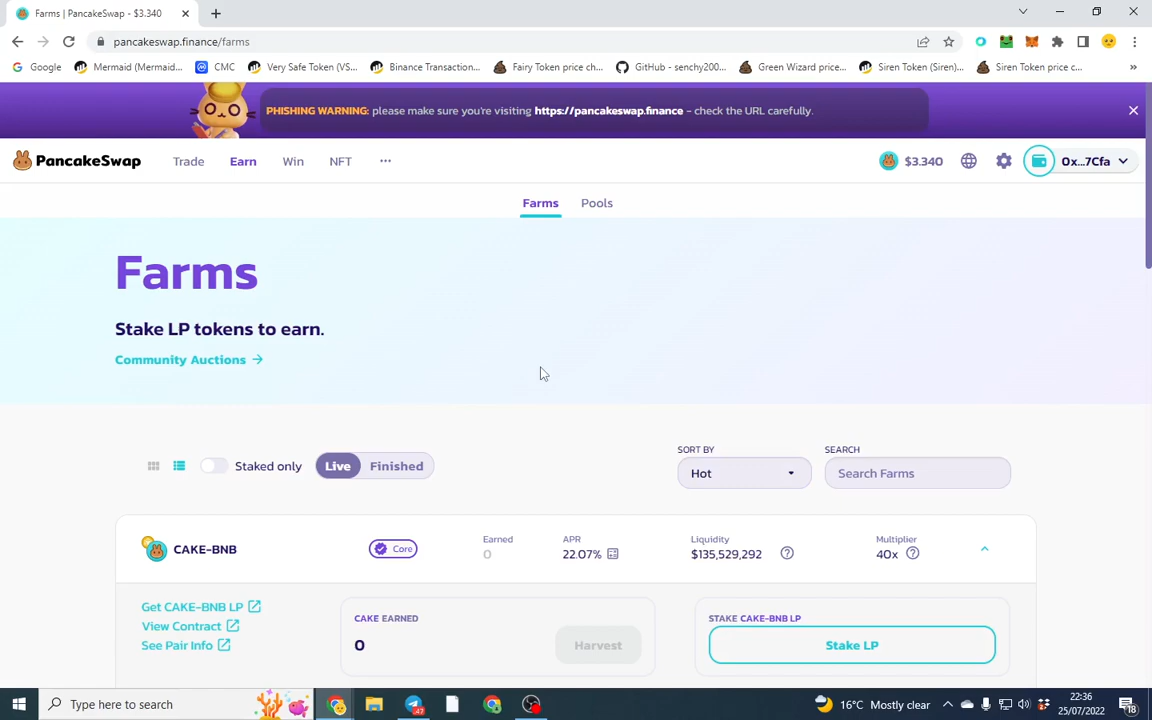 Farms | PancakeSwap - $3.340
pancakeswap.finance/farms
Google
Mermaid (Mermaid...
CMC
Very Safe Token (VS...
Binance Transaction...
Fairy Token price ch...
GitHub - senchy200...
Green Wizard price...
Siren Token (Siren)...
Siren Token price c...
»
PHISHING WARNING: please make sure you're visiting https://pancakeswap.finance - check the URL carefully.
PancakeSwap
Trade
Earn
Win
NFT
$3.340
0x...7Cfa
Farms
Pools
Farms
Stake LP tokens to earn.
Community Auctions →
SORT BY
SEARCH
Staked only
Live
Finished
Hot
Search Farms
CAKE-BNB
Core
Earned
0
APR
22.07%
Liquidity
$135,529,292
Multiplier
40x
Get CAKE-BNB LP
View Contract
See Pair Info
CAKE EARNED
0
Harvest
STAKE CAKE-BNB LP
Stake LP
Type here to search
47
16°C Mostly clear
22:36
25/07/2022
18